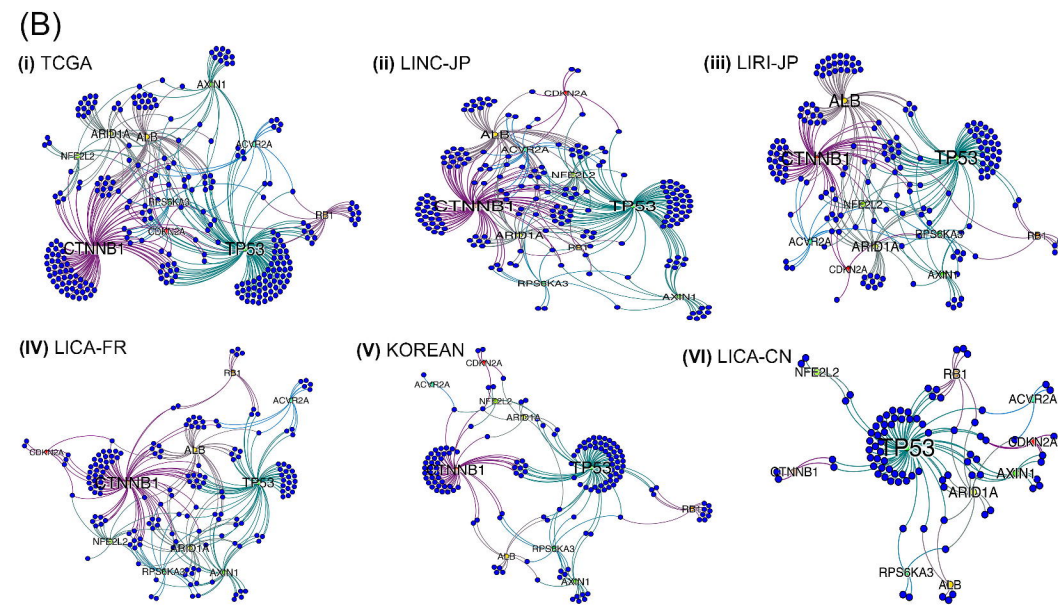 (B)
(i) TCGA
AXIN1
ARID1A
ALB
ACVR2A
NFE2L2
RPS6KA3
RB1
CDKN2A
CTNNB1
TP53
(ii) LINC-JP
CDKN2A
ALB
ACVR2A
NFE2L2
CTNNB1
TP53
ARID1A
RB1
RPS6KA3
AXIN1
(iii) LIRI-JP
ALB
CTNNB1
TP53
NFE2L2
RPS6KA3
RB1
ACVR2A
ARID1A
CDKN2A
AXIN1
(IV) LICA-FR
RB1
ACVR2A
CDKN2A
ALB
CTNNB1
TP53
NFE2L2
ARID1A
RPS6KA3
AXIN1
(V) KOREAN
CDKN2A
ACVR2A
NFE2L2
ARID1A
CTNNB1
TP53
RB1
RPS6KA3
ALB
AXIN1
(VI) LICA-CN
NFE2L2
RB1
ACVR2A
TP53
CDKN2A
CTNNB1
AXIN1
ARID1A
RPS6KA3
ALB